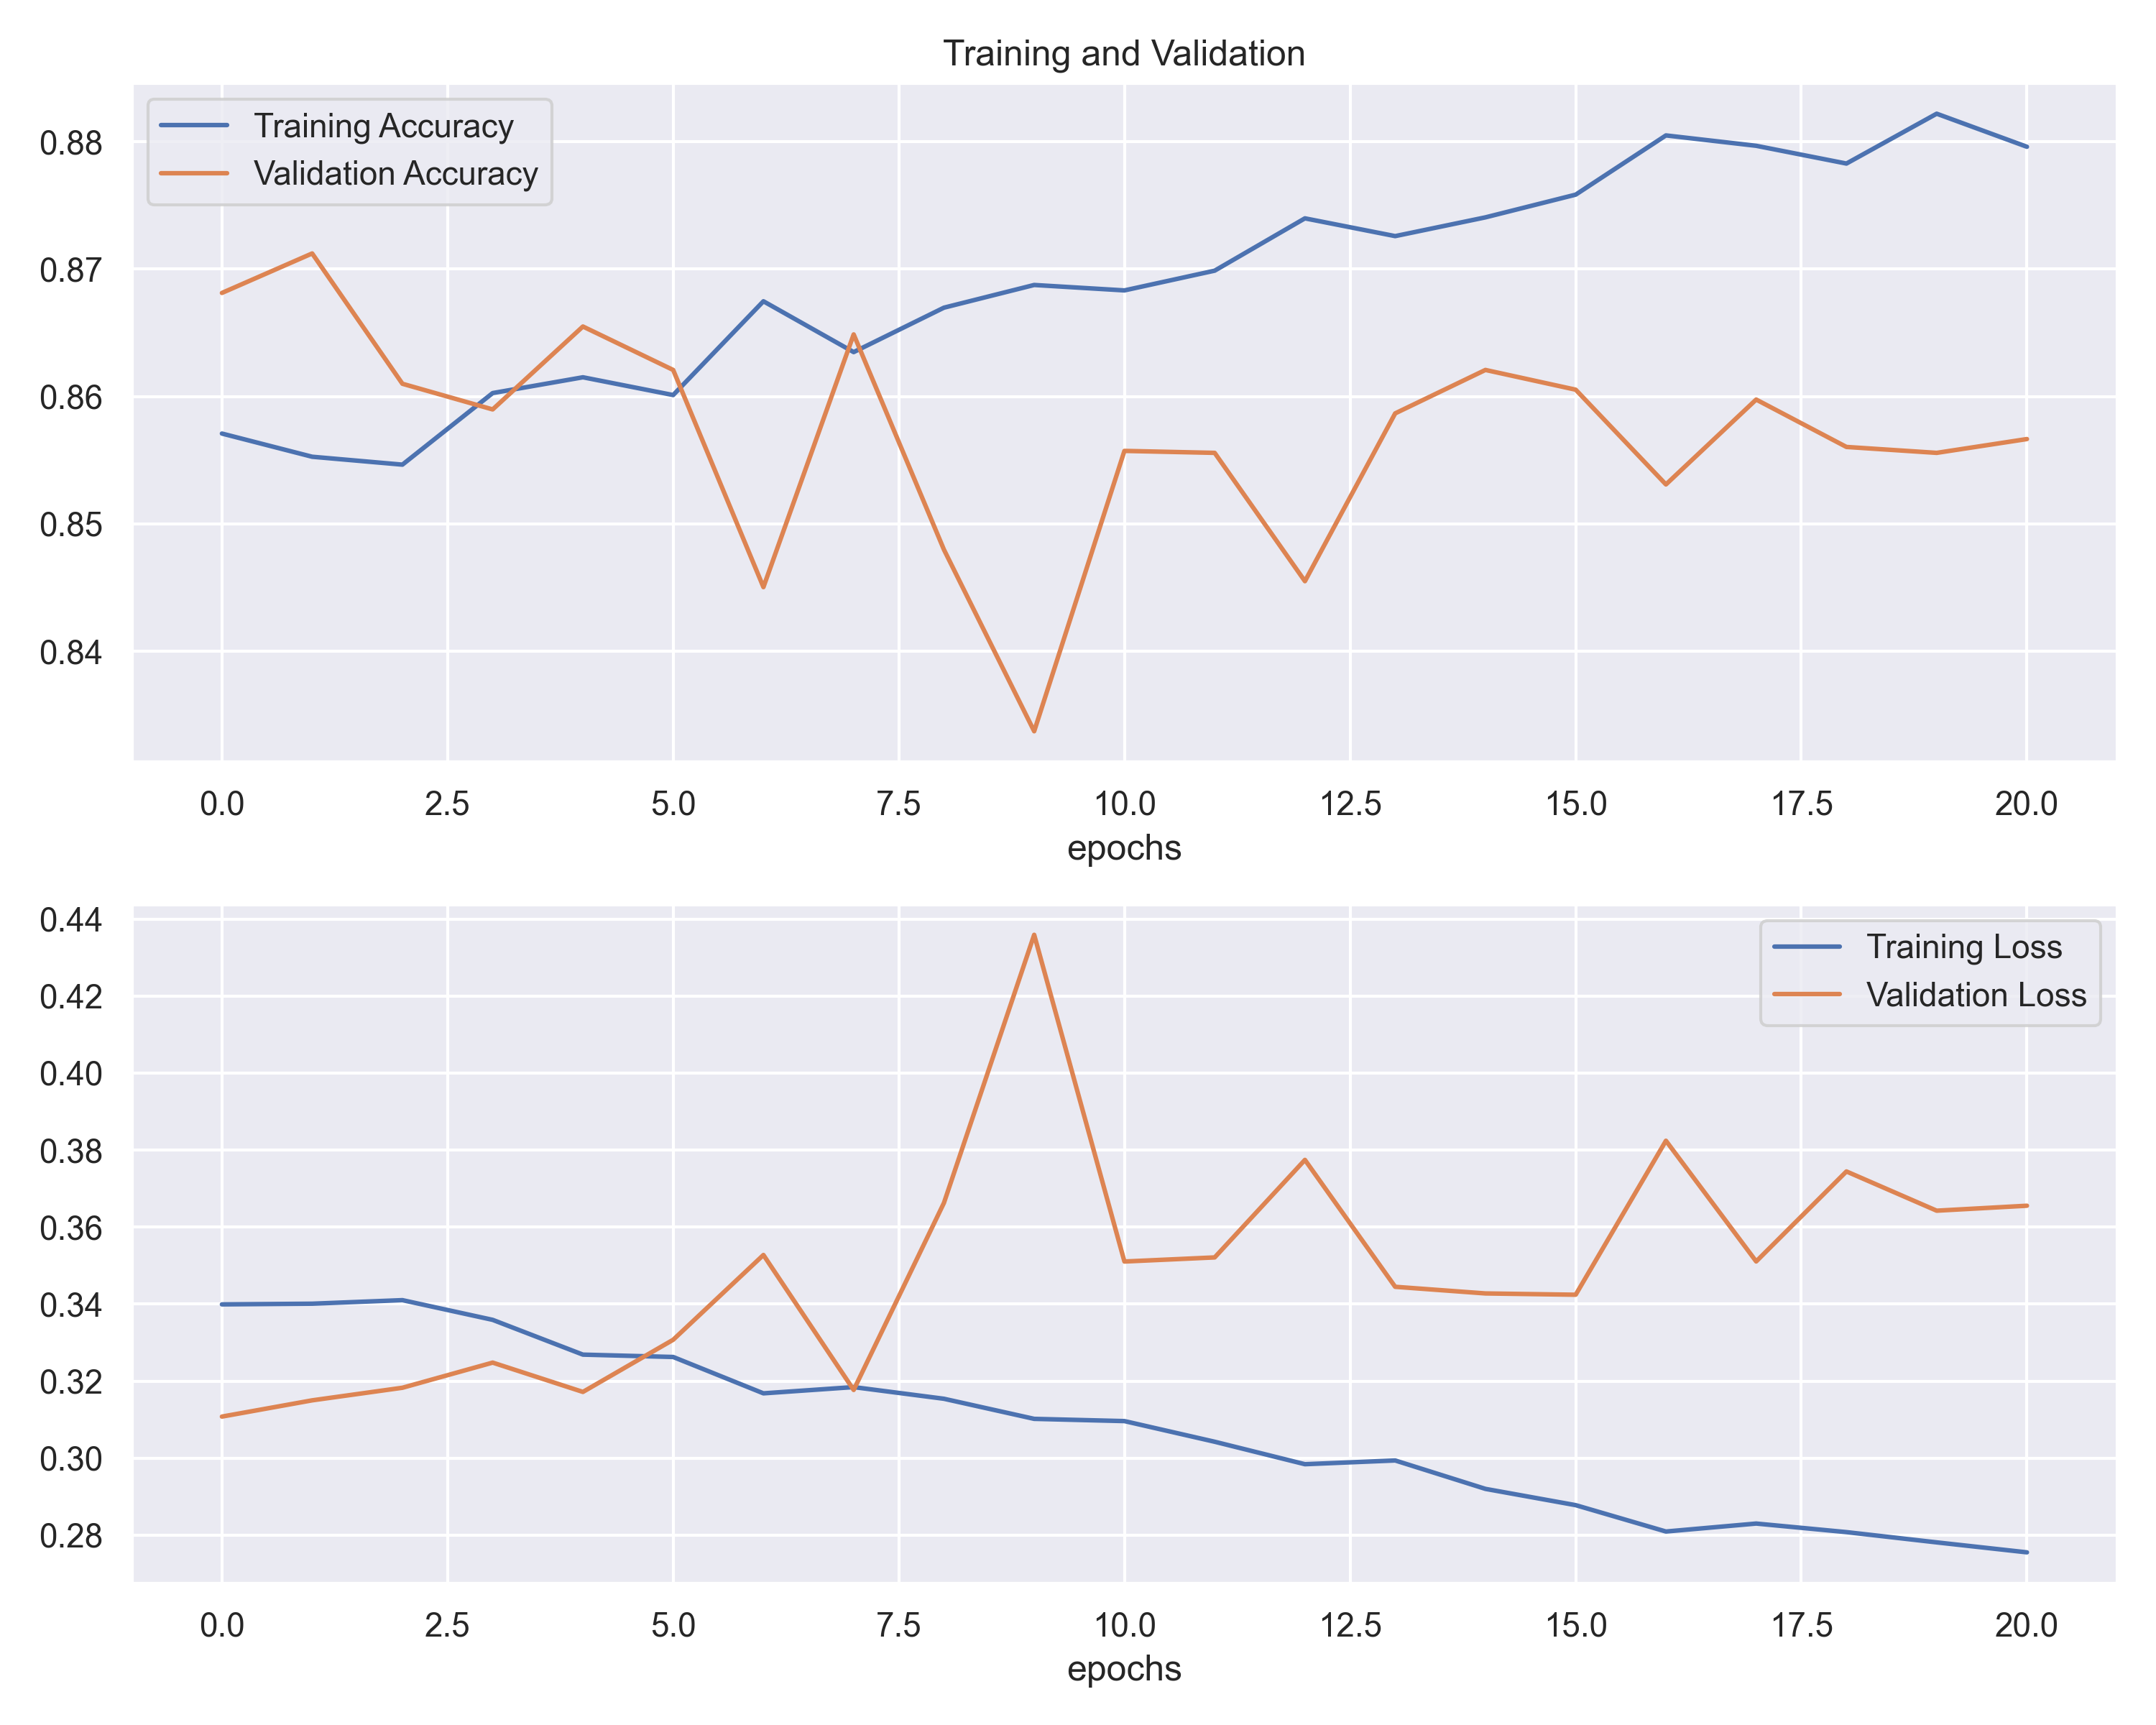 Training and Validation
Training Accuracy
Validation Accuracy
0.88
0.87
0.86
0.85
0.84
0.0 2.5 5.0 7.5 10.0 12.5 15.0 17.5 20.0
epochs
Training Loss
Validation Loss
0.44
0.42
0.40
0.38
0.36
0.34
0.32
0.30
0.28
0.0 2.5 5.0 7.5 10.0 12.5 15.0 17.5 20.0
epochs